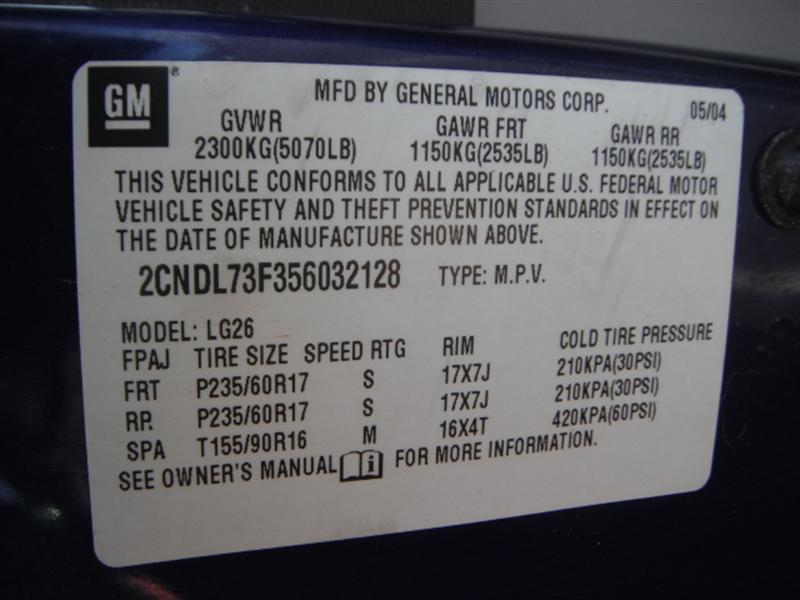 GM®
MFD BY GENERAL MOTORS CORP. 05/04
GVWR GAWR FRT GAWR RR
2300KG(5070LB) 1150KG(2535LB) 1150KG(2535LB)
THIS VEHICLE CONFORMS TO ALL APPLICABLE U.S. FEDERAL MOTOR
VEHICLE SAFETY AND THEFT PREVENTION STANDARDS IN EFFECT ON
THE DATE OF MANUFACTURE SHOWN ABOVE.
2CNDL73F356032128 TYPE: M.P.V.
MODEL: LG26
FPAJ TIRE SIZE SPEED RTG RIM COLD TIRE PRESSURE
FRT P235/60R17 S 17X7J 210KPA(30PSI)
RR P235/60R17 S 17X7J 210KPA(30PSI)
SPA T155/90R16 M 16X4T 420KPA(60PSI)
SEE OWNER'S MANUAL i FOR MORE INFORMATION.